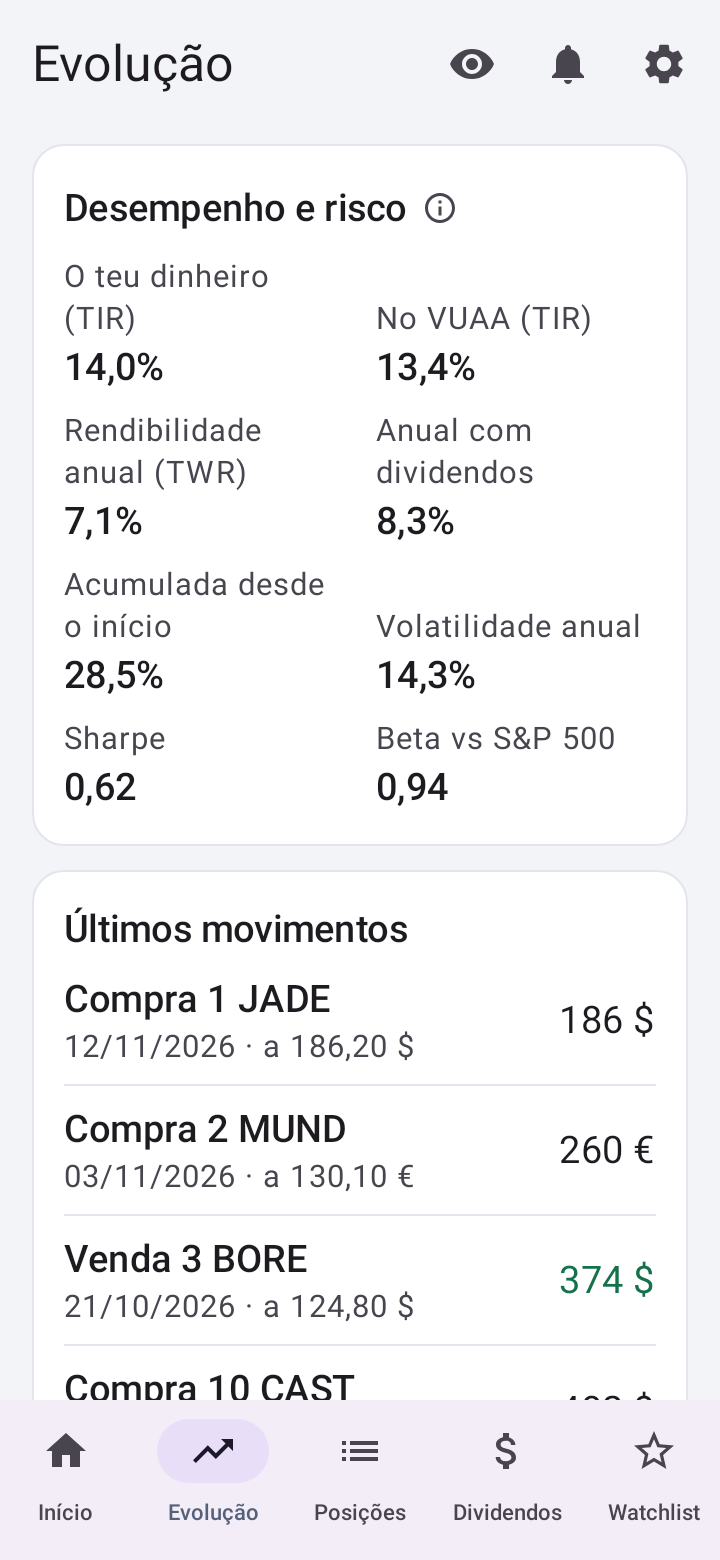 Evolução
Desempenho e risco
O teu dinheiro
(TIR)
14,0%
No VUAA (TIR)
13,4%
Rendibilidade
anual (TWR)
7,1%
Anual com
dividendos
8,3%
Acumulada desde
o início
28,5%
Volatilidade anual
14,3%
Sharpe
0,62
Beta vs S&P 500
0,94
Últimos movimentos
Compra 1 JADE
12/11/2026 · a 186,20 $
186 $
Compra 2 MUND
03/11/2026 · a 130,10 €
260 €
Venda 3 BORE
21/10/2026 · a 124,80 $
374 $
Compra 10 CAST
Início
Evolução
Posições
Dividendos
Watchlist